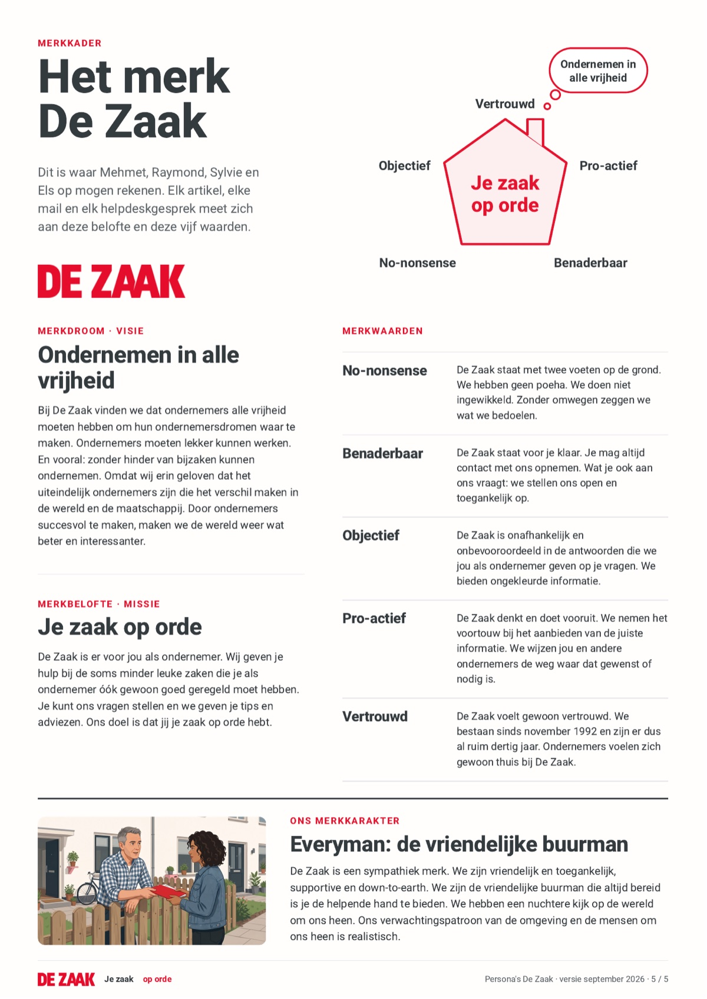 MERKKADER
Het merk
De Zaak
Dit is waar Mehmet, Raymond, Sylvie en
Els op mogen rekenen. Elk artikel, elke
mail en elk helpdeskgesprek meet zich
aan deze belofte en deze vijf waarden.
DE ZAAK
Ondernemen in
alle vrijheid
Vertrouwd
Objectief
Pro-actief
Je zaak
op orde
No-nonsense
Benaderbaar
MERKDROOM · VISIE
Ondernemen in alle
vrijheid
Bij De Zaak vinden we dat ondernemers alle vrijheid
moeten hebben om hun ondernemersdromen waar te
maken. Ondernemers moeten lekker kunnen werken.
En vooral: zonder hinder van bijzaken kunnen
ondernemen. Omdat wij erin geloven dat het
uiteindelijk ondernemers zijn die het verschil maken in
de wereld en de maatschappij. Door ondernemers
succesvol te maken, maken we de wereld weer wat
beter en interessanter.
MERKBELOFTE · MISSIE
Je zaak op orde
De Zaak is er voor jou als ondernemer. Wij geven je
hulp bij de soms minder leuke zaken die je als
ondernemer óók gewoon goed geregeld moet hebben.
Je kunt ons vragen stellen en we geven je tips en
adviezen. Ons doel is dat jij je zaak op orde hebt.
MERKWAARDEN
No-nonsense
De Zaak staat met twee voeten op de grond.
We hebben geen poeha. We doen niet
ingewikkeld. Zonder omwegen zeggen we
wat we bedoelen.
Benaderbaar
De Zaak staat voor je klaar. Je mag altijd
contact met ons opnemen. Wat je ook aan
ons vraagt: we stellen ons open en
toegankelijk op.
Objectief
De Zaak is onafhankelijk en
onbevooroordeeld in de antwoorden die we
jou als ondernemer geven op je vragen. We
bieden ongekleurde informatie.
Pro-actief
De Zaak denkt en doet vooruit. We nemen het
voortouw bij het aanbieden van de juiste
informatie. We wijzen jou en andere
ondernemers de weg waar dat gewenst of
nodig is.
Vertrouwd
De Zaak voelt gewoon vertrouwd. We
bestaan sinds november 1992 en zijn er dus
al ruim dertig jaar. Ondernemers voelen zich
gewoon thuis bij De Zaak.
ONS MERKKARAKTER
Everyman: de vriendelijke buurman
De Zaak is een sympathiek merk. We zijn vriendelijk en toegankelijk,
supportive en down-to-earth. We zijn de vriendelijke buurman die altijd bereid
is je de helpende hand te bieden. We hebben een nuchtere kijk op de wereld
om ons heen. Ons verwachtingspatroon van de omgeving en de mensen om
ons heen is realistisch.
DE ZAAK Je zaak op orde
Persona's De Zaak · versie september 2026 · 5 / 5